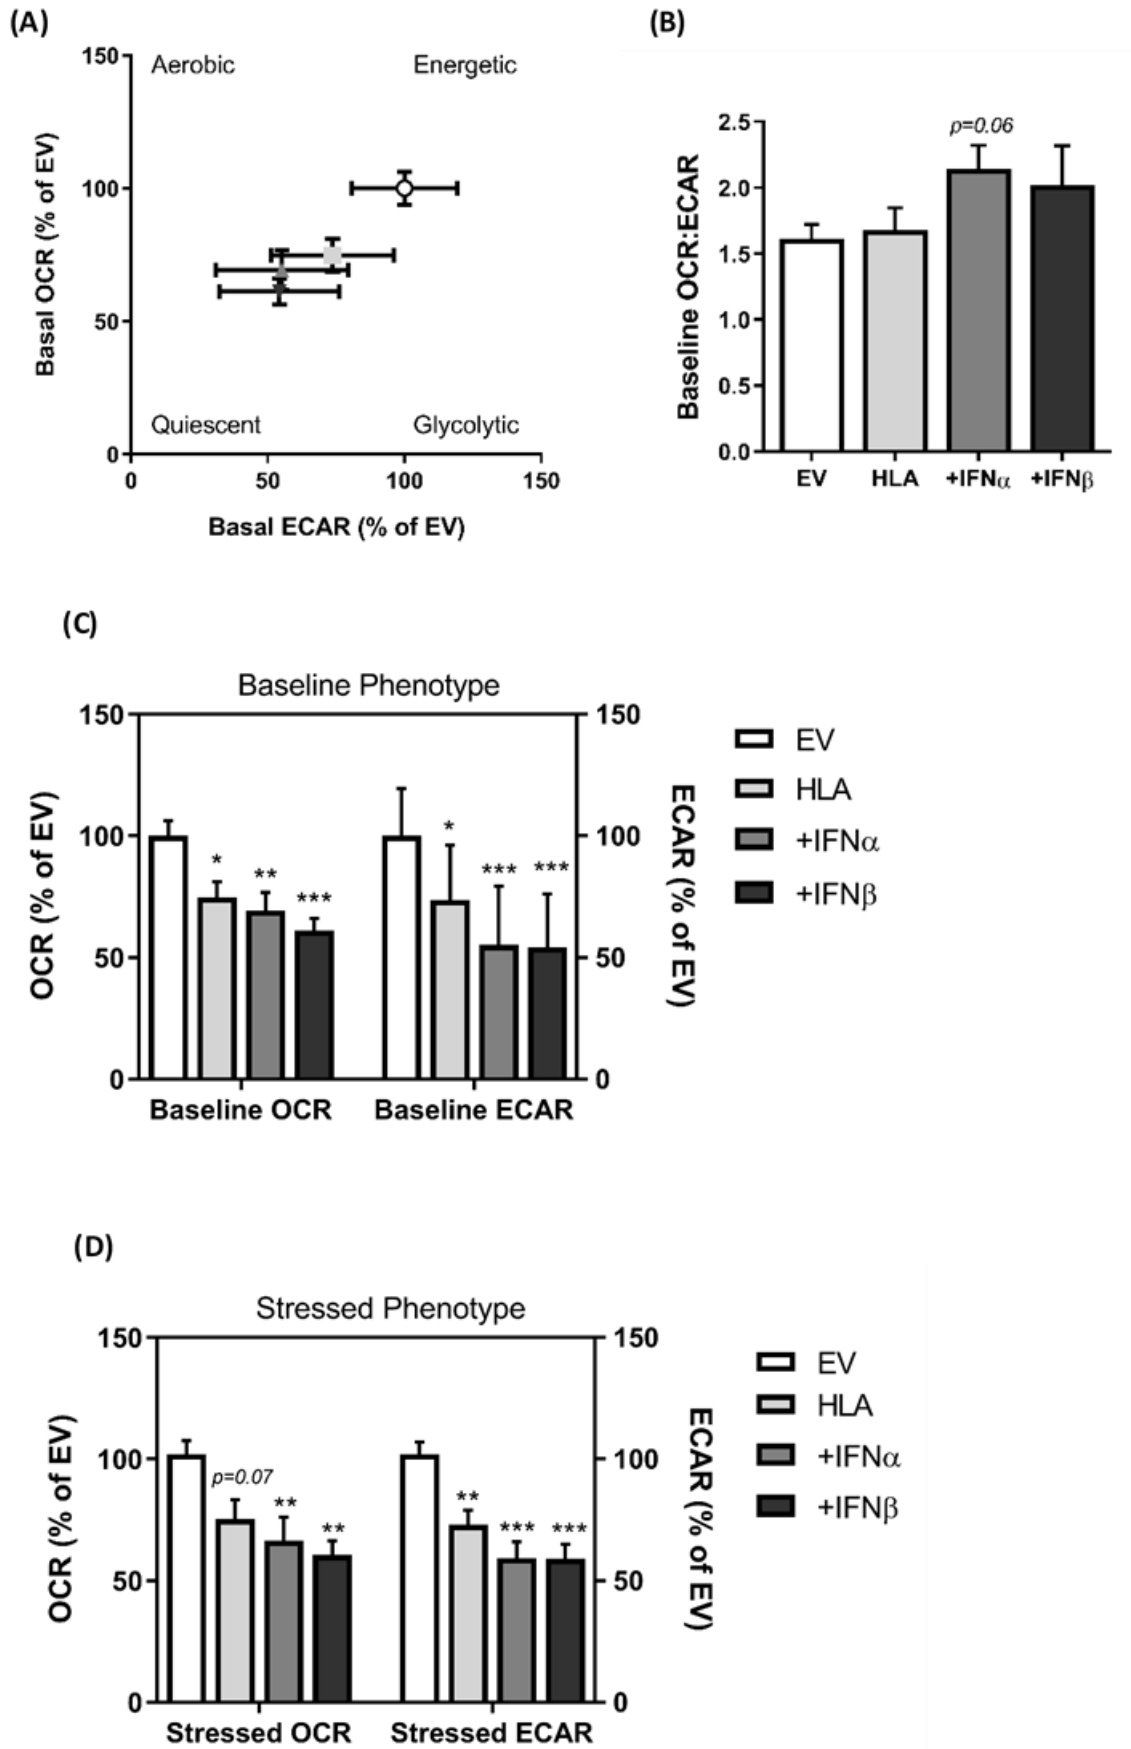 (A)
150
Aerobic
Energetic
100
50
Quiescent
Glycolytic
0
0
50
100
150
Basal OCR (% of EV)
Basal ECAR (% of EV)
(B)
p=0.06
2.5
2.0
1.5
1.0
0.5
0.0
Baseline OCR:ECAR
EV
HLA
+IFNα
+IFNβ
(C)
Baseline Phenotype
150
100
50
0
OCR (% of EV)
*
**
***
*
***
***
150
100
50
0
ECAR (% of EV)
Baseline OCR
Baseline ECAR
EV
HLA
+IFNα
+IFNβ
(D)
Stressed Phenotype
150
100
50
0
OCR (% of EV)
p=0.07
**
**
**
***
***
150
100
50
0
ECAR (% of EV)
Stressed OCR
Stressed ECAR
EV
HLA
+IFNα
+IFNβ